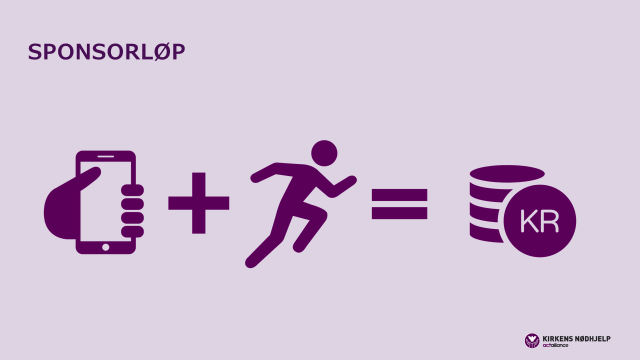 SPONSORLØP
KR
KIRKENS NØDHJELP
actalliance